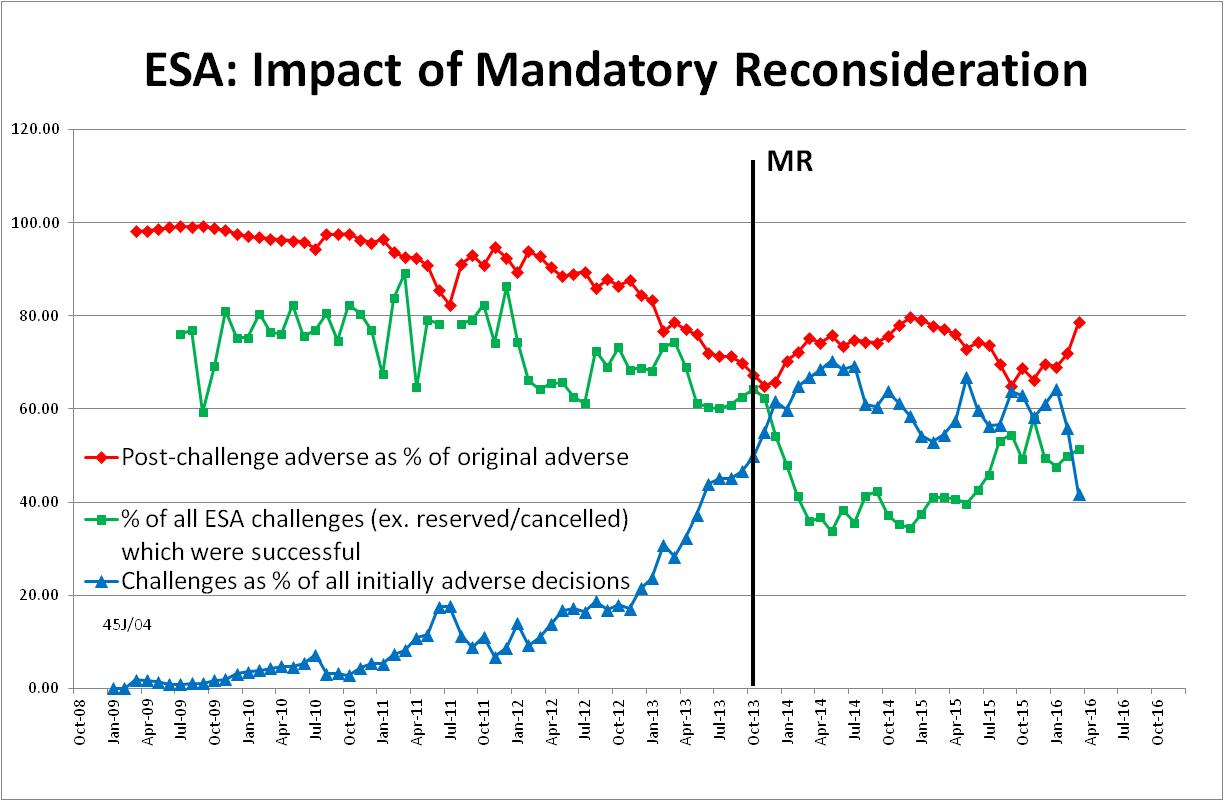 ESA: Impact of Mandatory Reconsideration
120.00
MR
100.00
80.00
60.00
Post-challenge adverse as % of original adverse
40.00
% of all ESA challenges (ex. reserved/cancelled)
which were successful
Challenges as % of all initially adverse decisions
20.00
45J/04
0.00
Oct-08
Jan-09
Apr-09
Jul-09
Oct-09
Jan-10
Apr-10
Jul-10
Oct-10
Jan-11
Apr-11
Jul-11
Oct-11
Jan-12
Apr-12
Jul-12
Oct-12
Jan-13
Apr-13
Jul-13
Oct-13
Jan-14
Apr-14
Jul-14
Oct-14
Jan-15
Apr-15
Jul-15
Oct-15
Jan-16
Apr-16
Jul-16
Oct-16